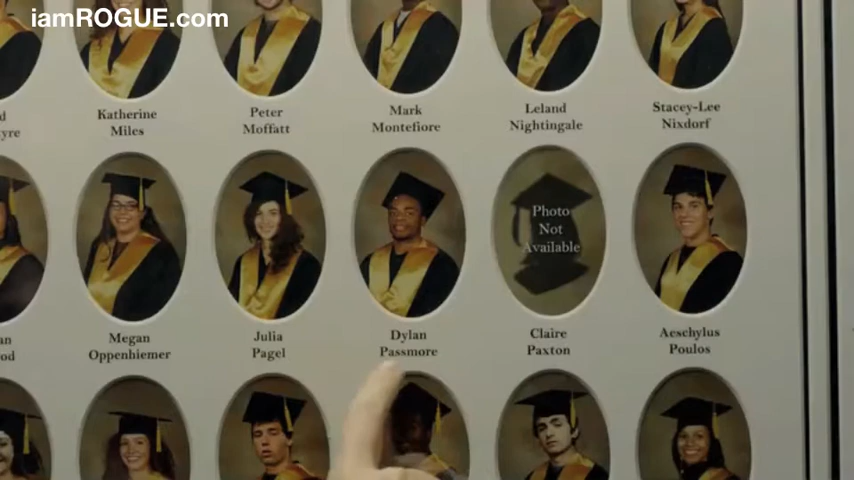 iamROGUE.com
Katherine
Miles
Peter
Moffatt
Mark
Montefiore
Leland
Nightingale
Stacey-Lee
Nixdorf
Photo
Not
Available
Megan
Oppenhiemer
Julia
Pagel
Dylan
Passmore
Claire
Paxton
Aeschylus
Poulos